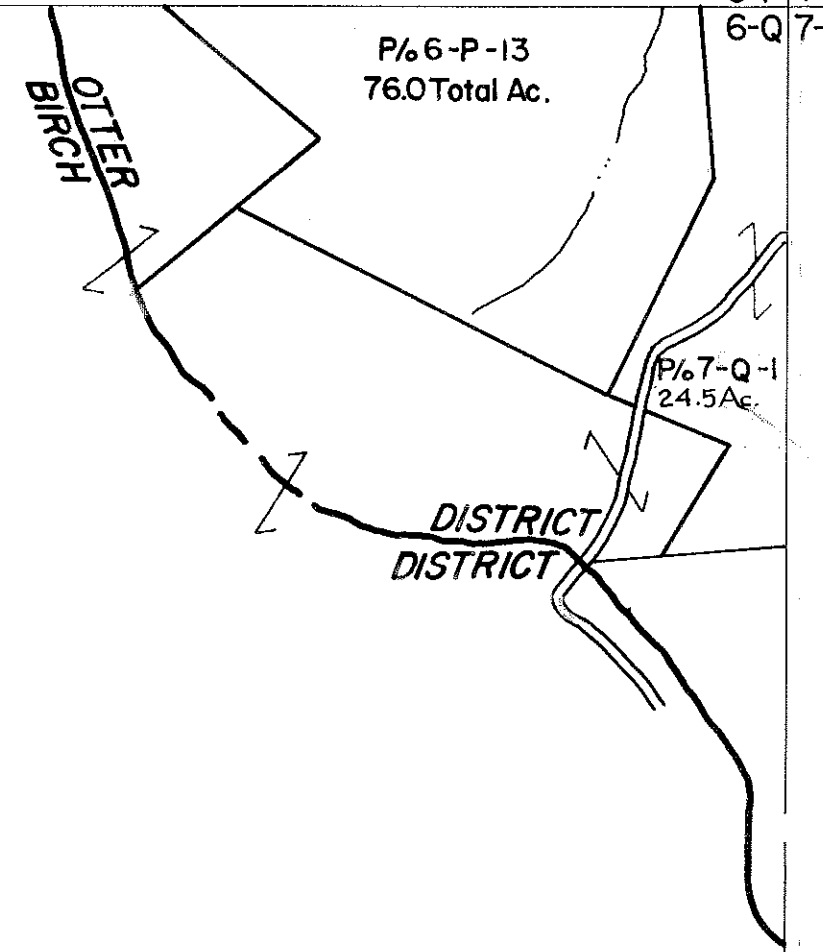 6-Q 7-
P/o 6-P-13
76.0 Total Ac.
OTTER
BIRCH
P/o 7-Q-1
24.5 Ac.
DISTRICT
DISTRICT